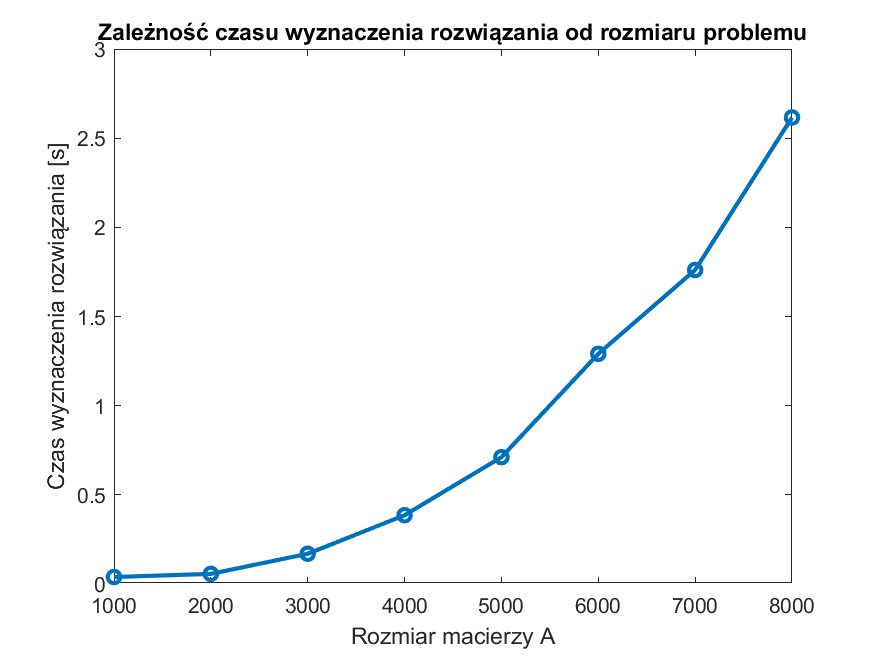 Zależność czasu wyznaczenia rozwiązania od rozmiaru problemu
3
2.5
2
1.5
1
0.5
0
Czas wyznaczenia rozwiązania [s]
1000 2000 3000 4000 5000 6000 7000 8000
Rozmiar macierzy A